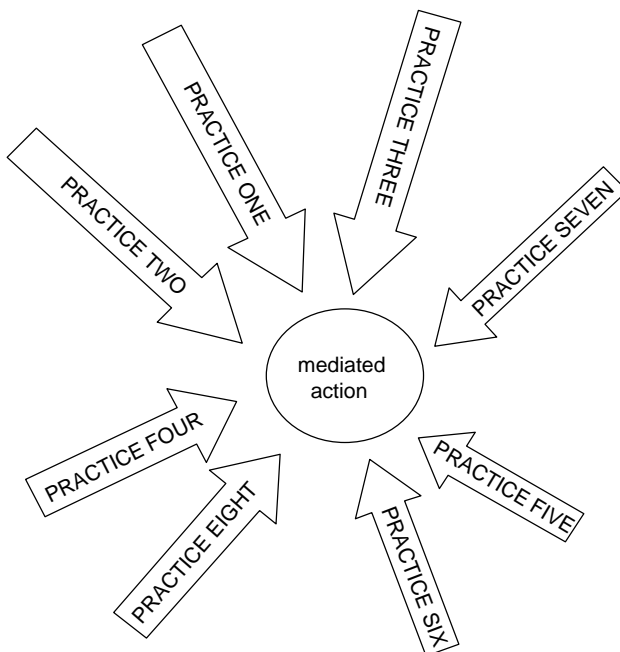 PRACTICE ONE
PRACTICE THREE
PRACTICE TWO
PRACTICE SEVEN
mediated
action
PRACTICE FOUR
PRACTICE FIVE
PRACTICE EIGHT
PRACTICE SIX